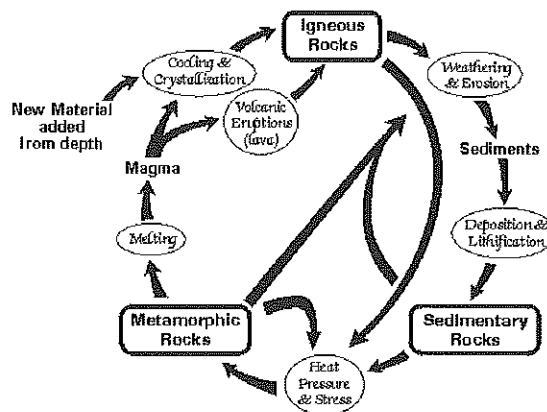 Igneous
Rocks
Cooling &
Crystallization
Weathering
& Erosion
New Material
added
from depth
Volcanic
Eruptions
(lava)
Magma
Sediments
Melting
Deposition &
Lithification
Metamorphic
Rocks
Sedimentary
Rocks
Heat
Pressure
& Stress